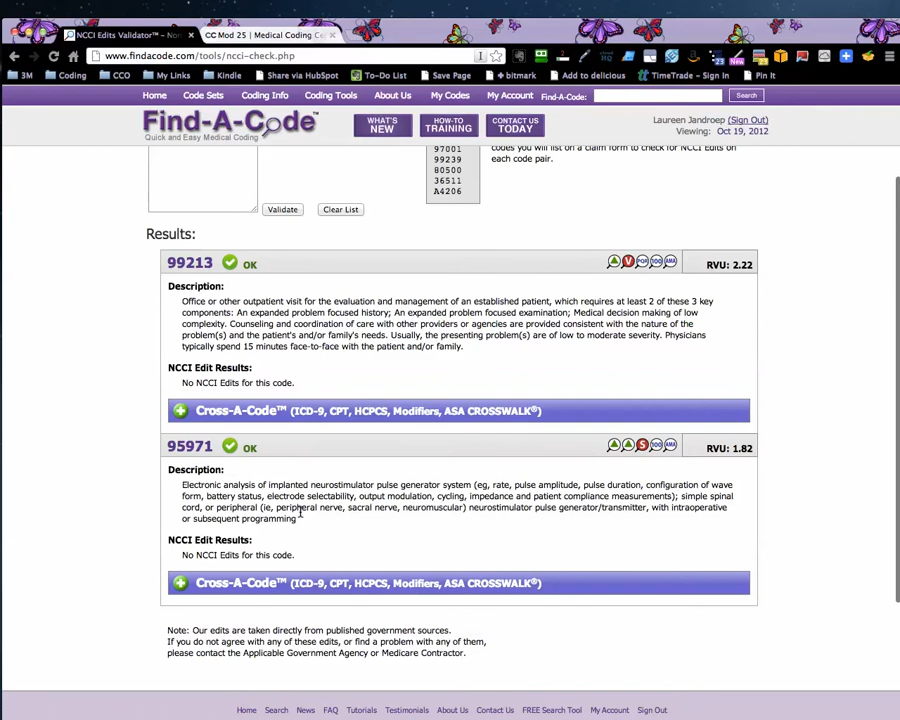 NCCI Edits Validator™ – Non
CC Mod 25 | Medical Coding Ce
www.findacode.com/tools/ncci-check.php
3M Coding CCO My Links Kindle Share via HubSpot To-Do List Save Page + bitmark Add to delicious TimeTrade – Sign In Pin It
Home Code Sets Coding Info Coding Tools About Us My Codes My Account Find-A-Code: Search
Find-A-Code™
Quick and Easy Medical Coding
WHAT'S NEW
HOW-TO TRAINING
CONTACT US TODAY
Laureen Jandroep (Sign Out)
Viewing: Oct 19, 2012
97001
99239
80500
36511
A4206
codes you will list on a claim form to check for NCCI Edits on
each code pair.
Validate Clear List
Results:
99213 OK RVU: 2.22
Description:
Office or other outpatient visit for the evaluation and management of an established patient, which requires at least 2 of these 3 key
components: An expanded problem focused history; An expanded problem focused examination; Medical decision making of low
complexity. Counseling and coordination of care with other providers or agencies are provided consistent with the nature of the
problem(s) and the patient's and/or family's needs. Usually, the presenting problem(s) are of low to moderate severity. Physicians
typically spend 15 minutes face-to-face with the patient and/or family.
NCCI Edit Results:
No NCCI Edits for this code.
Cross-A-Code™ (ICD-9, CPT, HCPCS, Modifiers, ASA CROSSWALK®)
95971 OK RVU: 1.82
Description:
Electronic analysis of implanted neurostimulator pulse generator system (eg, rate, pulse amplitude, pulse duration, configuration of wave
form, battery status, electrode selectability, output modulation, cycling, impedance and patient compliance measurements); simple spinal
cord, or peripheral (ie, peripheral nerve, sacral nerve, neuromuscular) neurostimulator pulse generator/transmitter, with intraoperative
or subsequent programming
NCCI Edit Results:
No NCCI Edits for this code.
Cross-A-Code™ (ICD-9, CPT, HCPCS, Modifiers, ASA CROSSWALK®)
Note: Our edits are taken directly from published government sources.
If you do not agree with any of these edits, or find a problem with any of them,
please contact the Applicable Government Agency or Medicare Contractor.
Home Search News FAQ Tutorials Testimonials About Us Contact Us FREE Search Tool My Account Sign Out